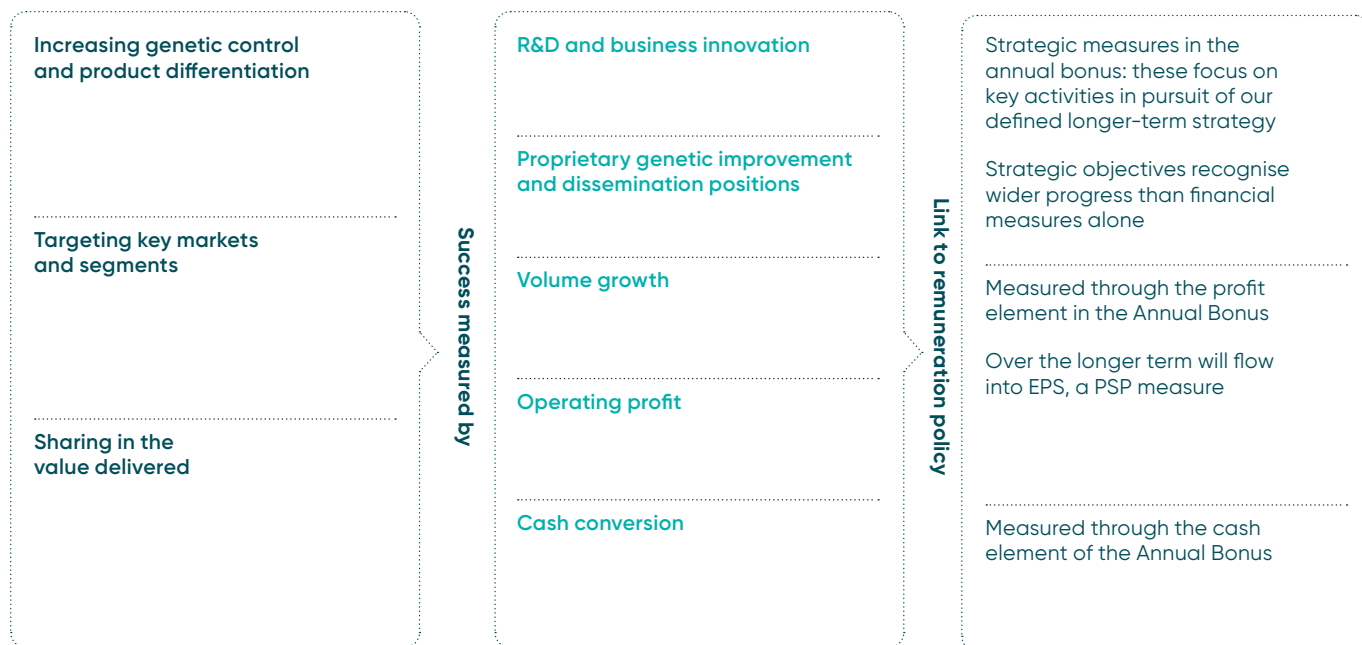 Increasing genetic control
and product differentiation
Targeting key markets
and segments
Sharing in the
value delivered
Success measured by
R&D and business innovation
Proprietary genetic improvement
and dissemination positions
Volume growth
Operating profit
Cash conversion
Link to remuneration policy
Strategic measures in the
annual bonus: these focus on
key activities in pursuit of our
defined longer-term strategy
Strategic objectives recognise
wider progress than financial
measures alone
Measured through the profit
element in the Annual Bonus
Over the longer term will flow
into EPS, a PSP measure
Measured through the cash
element of the Annual Bonus